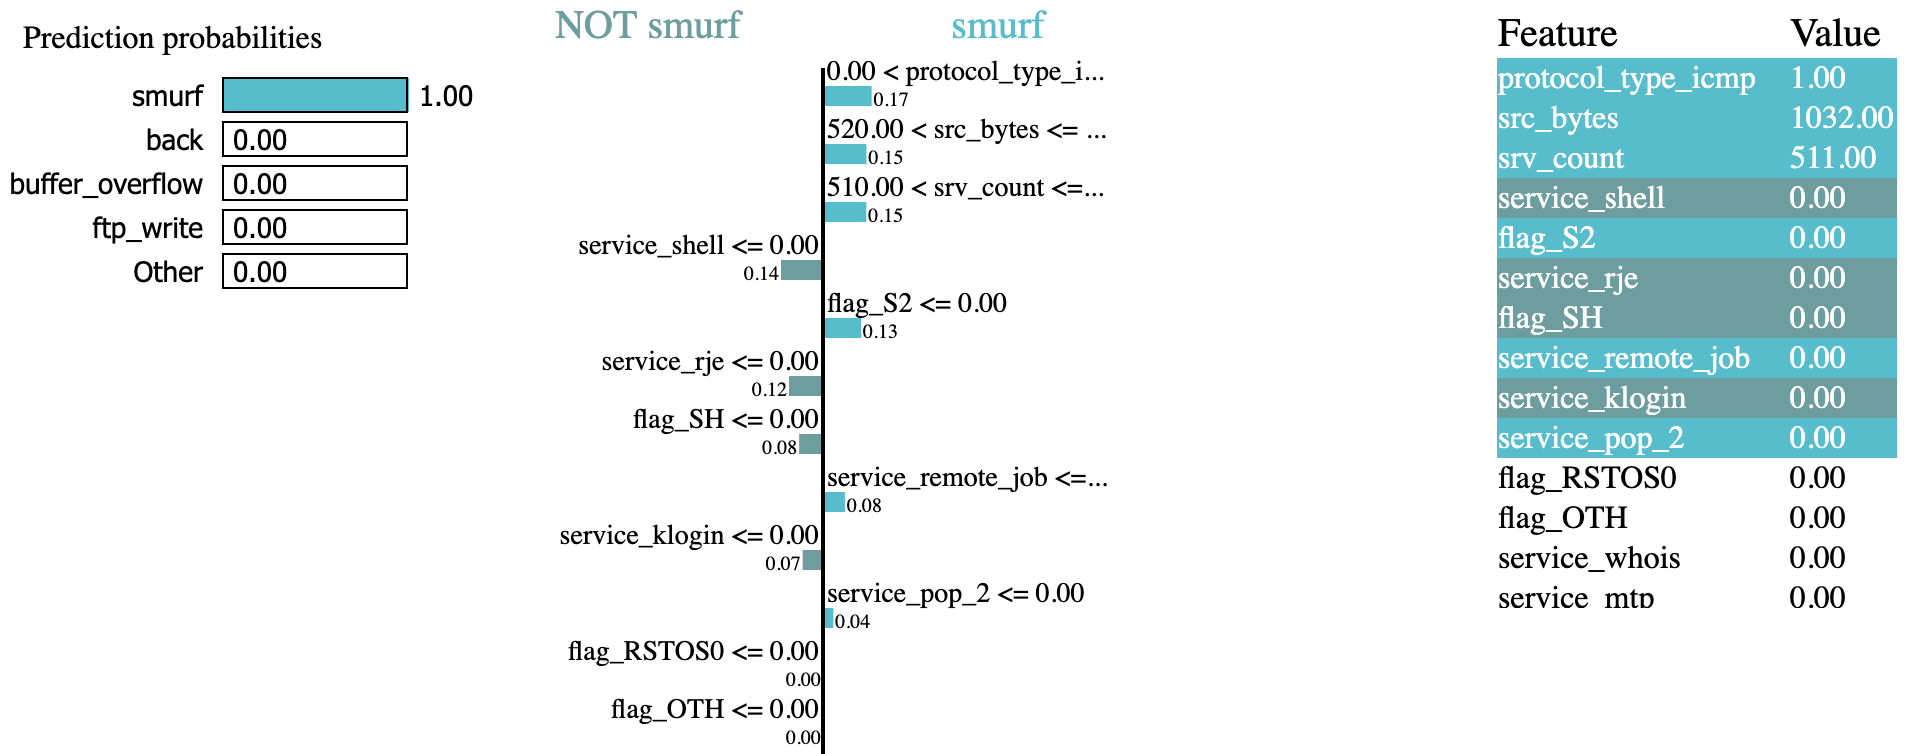 Prediction probabilities
smurf 1.00
back 0.00
buffer_overflow 0.00
ftp_write 0.00
Other 0.00
NOT smurf smurf
0.00 < protocol_type_i...
0.17
520.00 < src_bytes <= ...
0.15
510.00 < srv_count <=...
0.15
service_shell <= 0.00
0.14
flag_S2 <= 0.00
0.13
service_rje <= 0.00
0.12
flag_SH <= 0.00
0.08
service_remote_job <=...
0.08
service_klogin <= 0.00
0.07
service_pop_2 <= 0.00
0.04
flag_RSTOS0 <= 0.00
0.00
flag_OTH <= 0.00
0.00
Feature Value
protocol_type_icmp 1.00
src_bytes 1032.00
srv_count 511.00
service_shell 0.00
flag_S2 0.00
service_rje 0.00
flag_SH 0.00
service_remote_job 0.00
service_klogin 0.00
service_pop_2 0.00
flag_RSTOS0 0.00
flag_OTH 0.00
service_whois 0.00
service_mtp 0.00